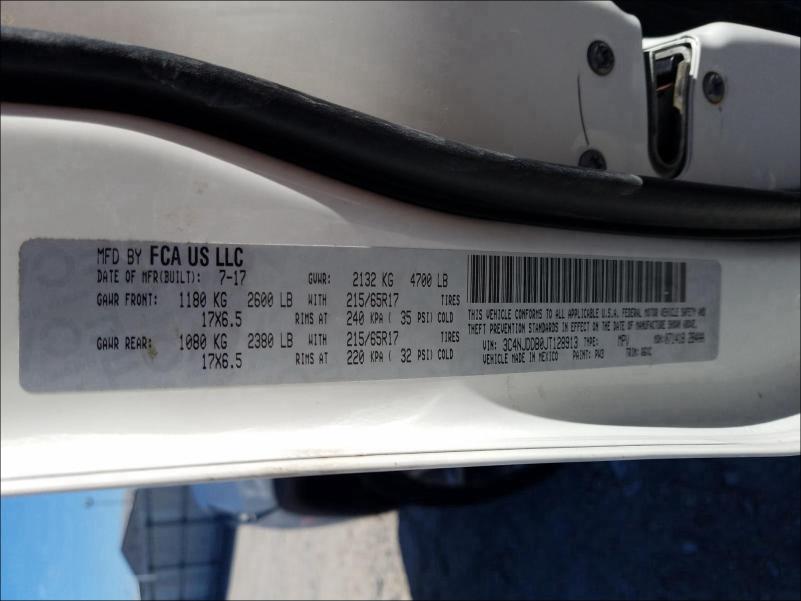 MFD BY FCA US LLC
DATE OF MFR(BUILT): 7-17 GVWR: 2132 KG 4700 LB
GAWR FRONT: 1180 KG 2600 LB WITH 215/65R17 TIRES
17X6.5 RIMS AT 240 KPA ( 35 PSI) COLD
GAWR REAR: 1080 KG 2380 LB WITH 215/65R17 TIRES
17X6.5 RIMS AT 220 KPA ( 32 PSI) COLD
THIS VEHICLE CONFORMS TO ALL APPLICABLE U.S.A. FEDERAL MOTOR VEHICLE SAFETY AND
THEFT PREVENTION STANDARDS IN EFFECT ON THE DATE OF MANUFACTURE SHOWN ABOVE.
VIN: 3C4NJDDB0JT128913 TYPE: MPV MDH:
VEHICLE MADE IN MEXICO PAINT: PW3 TRIM: